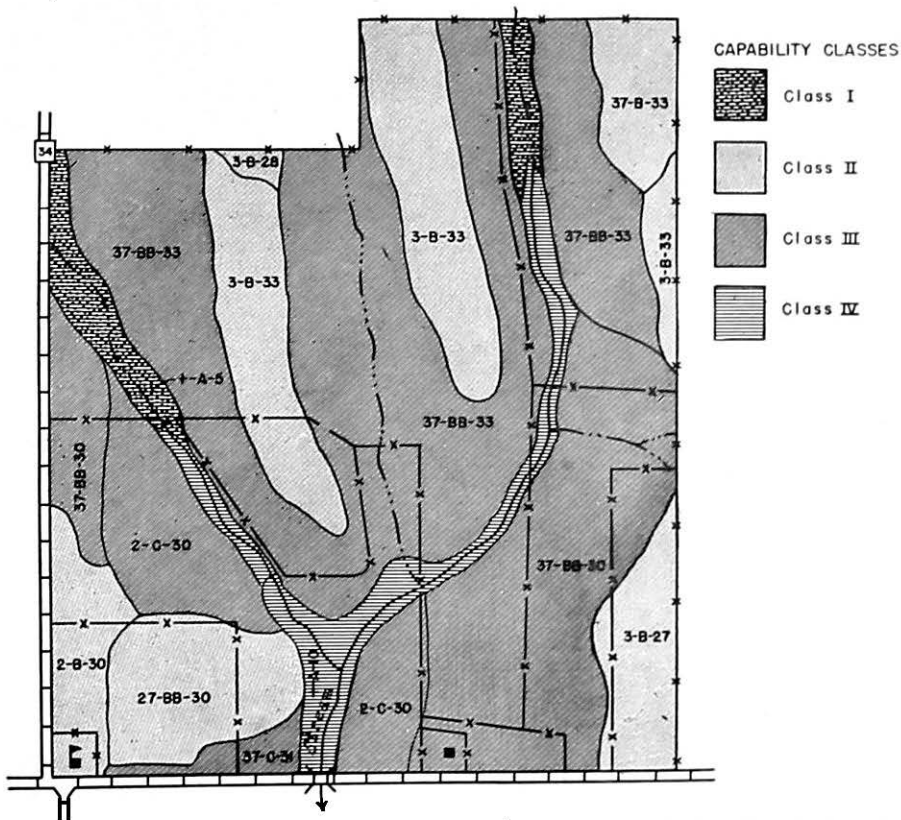 CAPABILITY CLASSES
Class I
Class II
Class III
Class IV
34
3-B-28
37-B-33
37-BB-33
3-B-33
3-B-33
37-BB-33
3-B-33
+-A-5
37-BB-33
37-BB-30
2-C-30
37-BB-30
2-B-30
27-BB-30
3-B-27
2-C-30
37-C-31